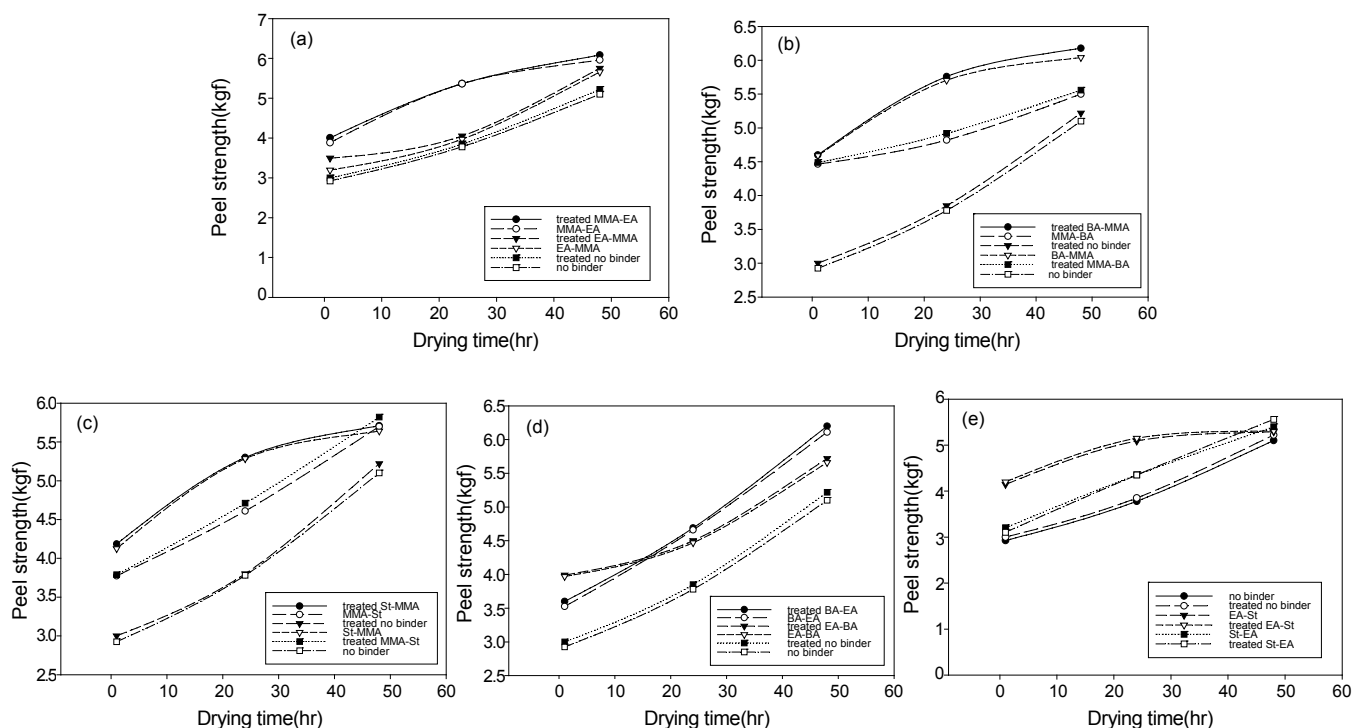 (a)
Peel strength(kgf)
7
6
5
4
3
2
1
0
0 10 20 30 40 50 60
Drying time(hr)
treated MMA-EA
MMA-EA
treated EA-MMA
EA-MMA
treated no binder
no binder
(b)
Peel strength(kgf)
6.5
6.0
5.5
5.0
4.5
4.0
3.5
3.0
2.5
0 10 20 30 40 50 60
Drying time(hr)
treated BA-MMA
MMA-BA
treated no binder
BA-MMA
treated MMA-BA
no binder
(c)
Peel strength(kgf)
6.0
5.5
5.0
4.5
4.0
3.5
3.0
2.5
0 10 20 30 40 50 60
Drying time(hr)
treated St-MMA
MMA-St
treated no binder
St-MMA
treated MMA-St
no binder
(d)
Peel strength(kgf)
6.5
6.0
5.5
5.0
4.5
4.0
3.5
3.0
2.5
0 10 20 30 40 50 60
Drying time(hr)
treated BA-EA
BA-EA
treated EA-BA
EA-BA
treated no binder
no binder
(e)
Peel strength(kgf)
6
5
4
3
2
1
0
0 10 20 30 40 50 60
Drying time(hr)
no binder
treated no binder
EA-St
treated EA-St
St-EA
treated St-EA